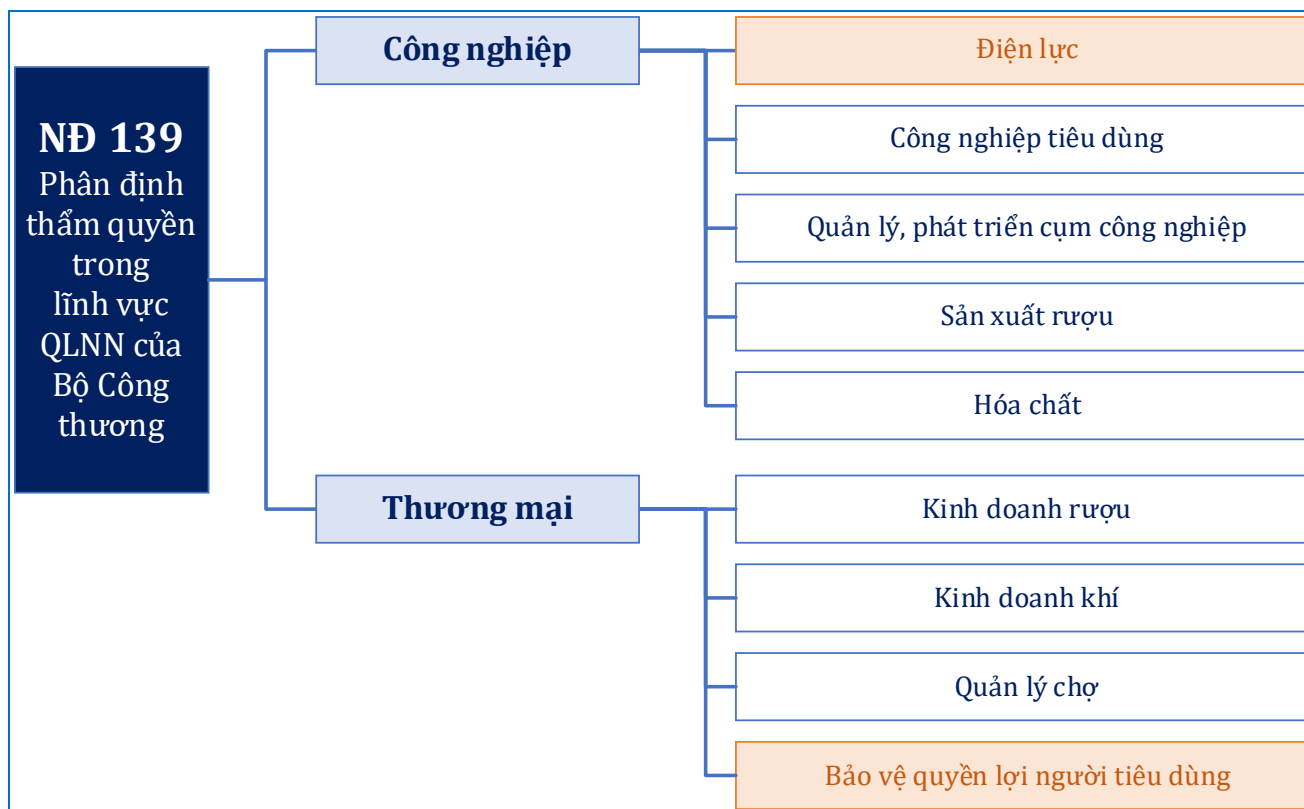 NĐ 139
Phân định
thẩm quyền
trong
lĩnh vực
QLNN của
Bộ Công
thương
Công nghiệp
Điện lực
Công nghiệp tiêu dùng
Quản lý, phát triển cụm công nghiệp
Sản xuất rượu
Hóa chất
Thương mại
Kinh doanh rượu
Kinh doanh khí
Quản lý chợ
Bảo vệ quyền lợi người tiêu dùng